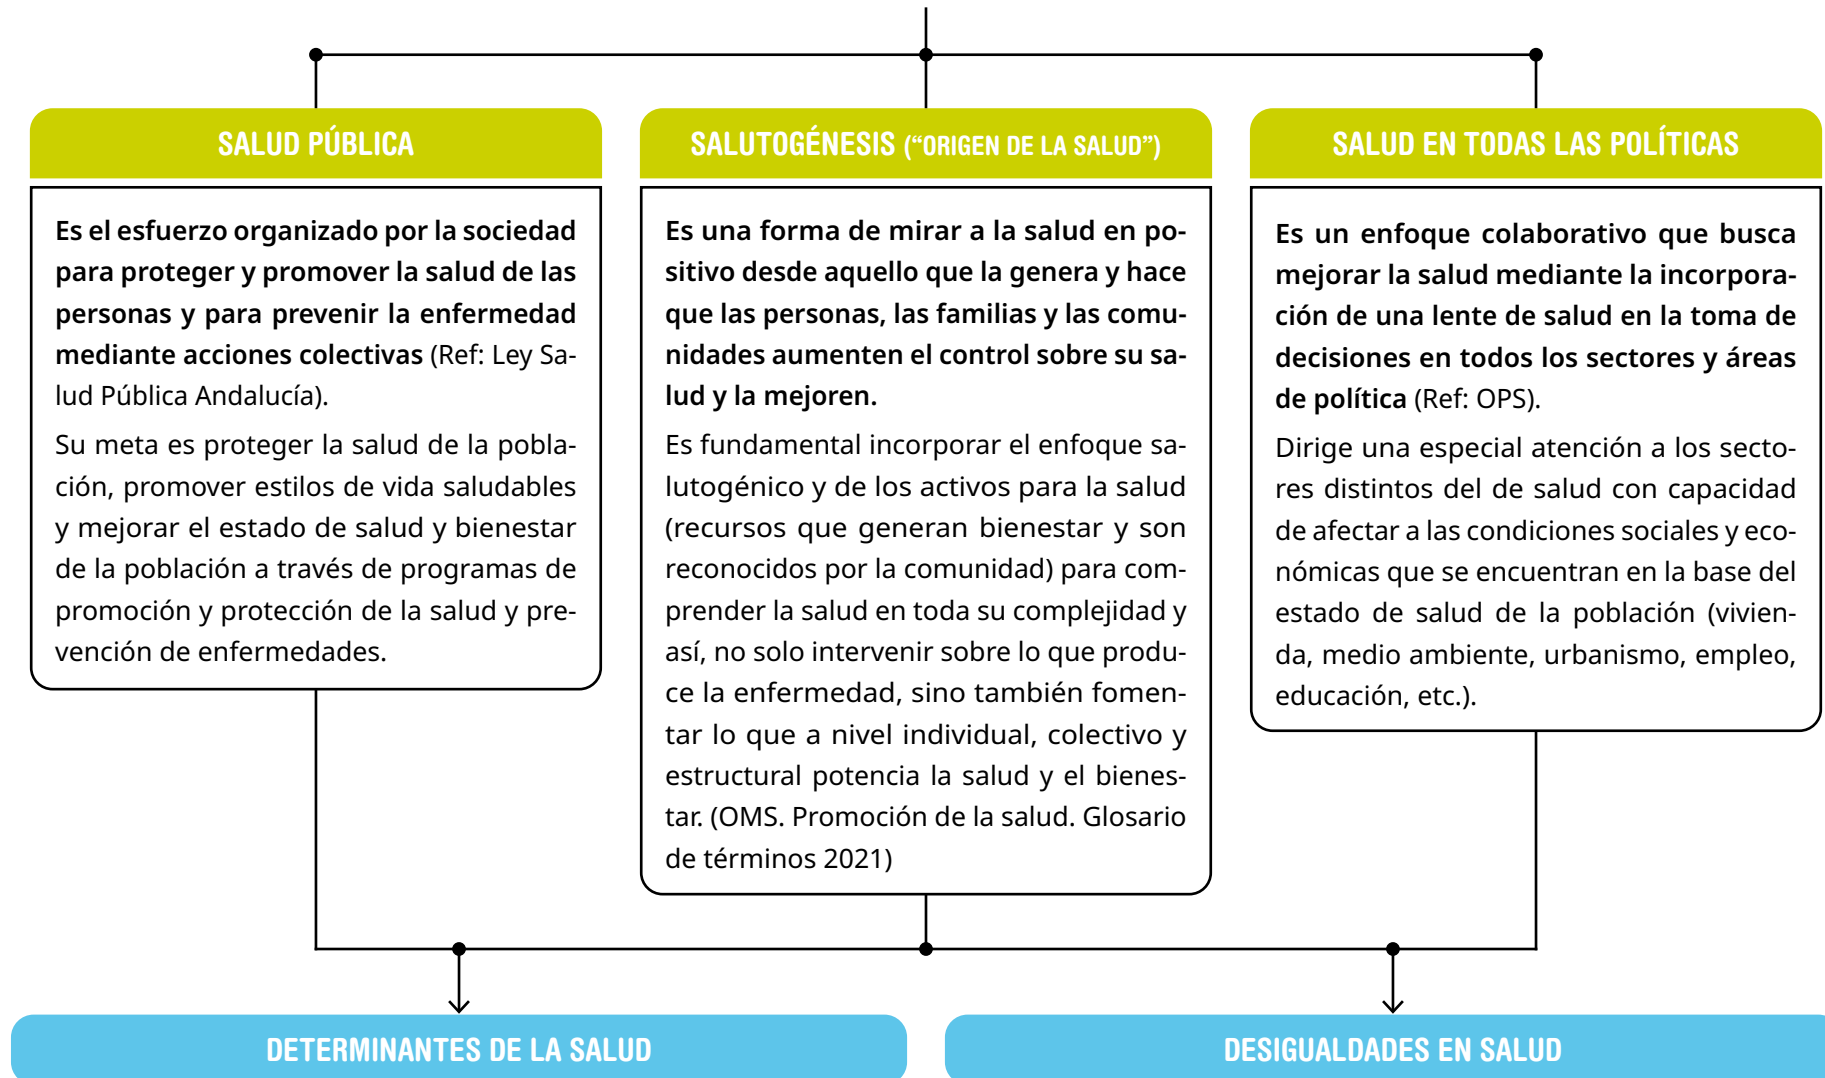 SALUD PÚBLICA
Es el esfuerzo organizado por la sociedad
para proteger y promover la salud de las
personas y para prevenir la enfermedad
mediante acciones colectivas (Ref: Ley Sa-
lud Pública Andalucía).
Su meta es proteger la salud de la pobla-
ción, promover estilos de vida saludables
y mejorar el estado de salud y bienestar
de la población a través de programas de
promoción y protección de la salud y pre-
vención de enfermedades.
SALUTOGÉNESIS (“ORIGEN DE LA SALUD”)
Es una forma de mirar a la salud en po-
sitivo desde aquello que la genera y hace
que las personas, las familias y las comu-
nidades aumenten el control sobre su sa-
lud y la mejoren.
Es fundamental incorporar el enfoque sa-
lutogénico y de los activos para la salud
(recursos que generan bienestar y son
reconocidos por la comunidad) para com-
prender la salud en toda su complejidad y
así, no solo intervenir sobre lo que produ-
ce la enfermedad, sino también fomen-
tar lo que a nivel individual, colectivo y
estructural potencia la salud y el bienes-
tar. (OMS. Promoción de la salud. Glosario
de términos 2021)
SALUD EN TODAS LAS POLÍTICAS
Es un enfoque colaborativo que busca
mejorar la salud mediante la incorpora-
ción de una lente de salud en la toma de
decisiones en todos los sectores y áreas
de política (Ref: OPS).
Dirige una especial atención a los secto-
res distintos del de salud con capacidad
de afectar a las condiciones sociales y eco-
nómicas que se encuentran en la base del
estado de salud de la población (vivien-
da, medio ambiente, urbanismo, empleo,
educación, etc.).
DETERMINANTES DE LA SALUD
DESIGUALDADES EN SALUD